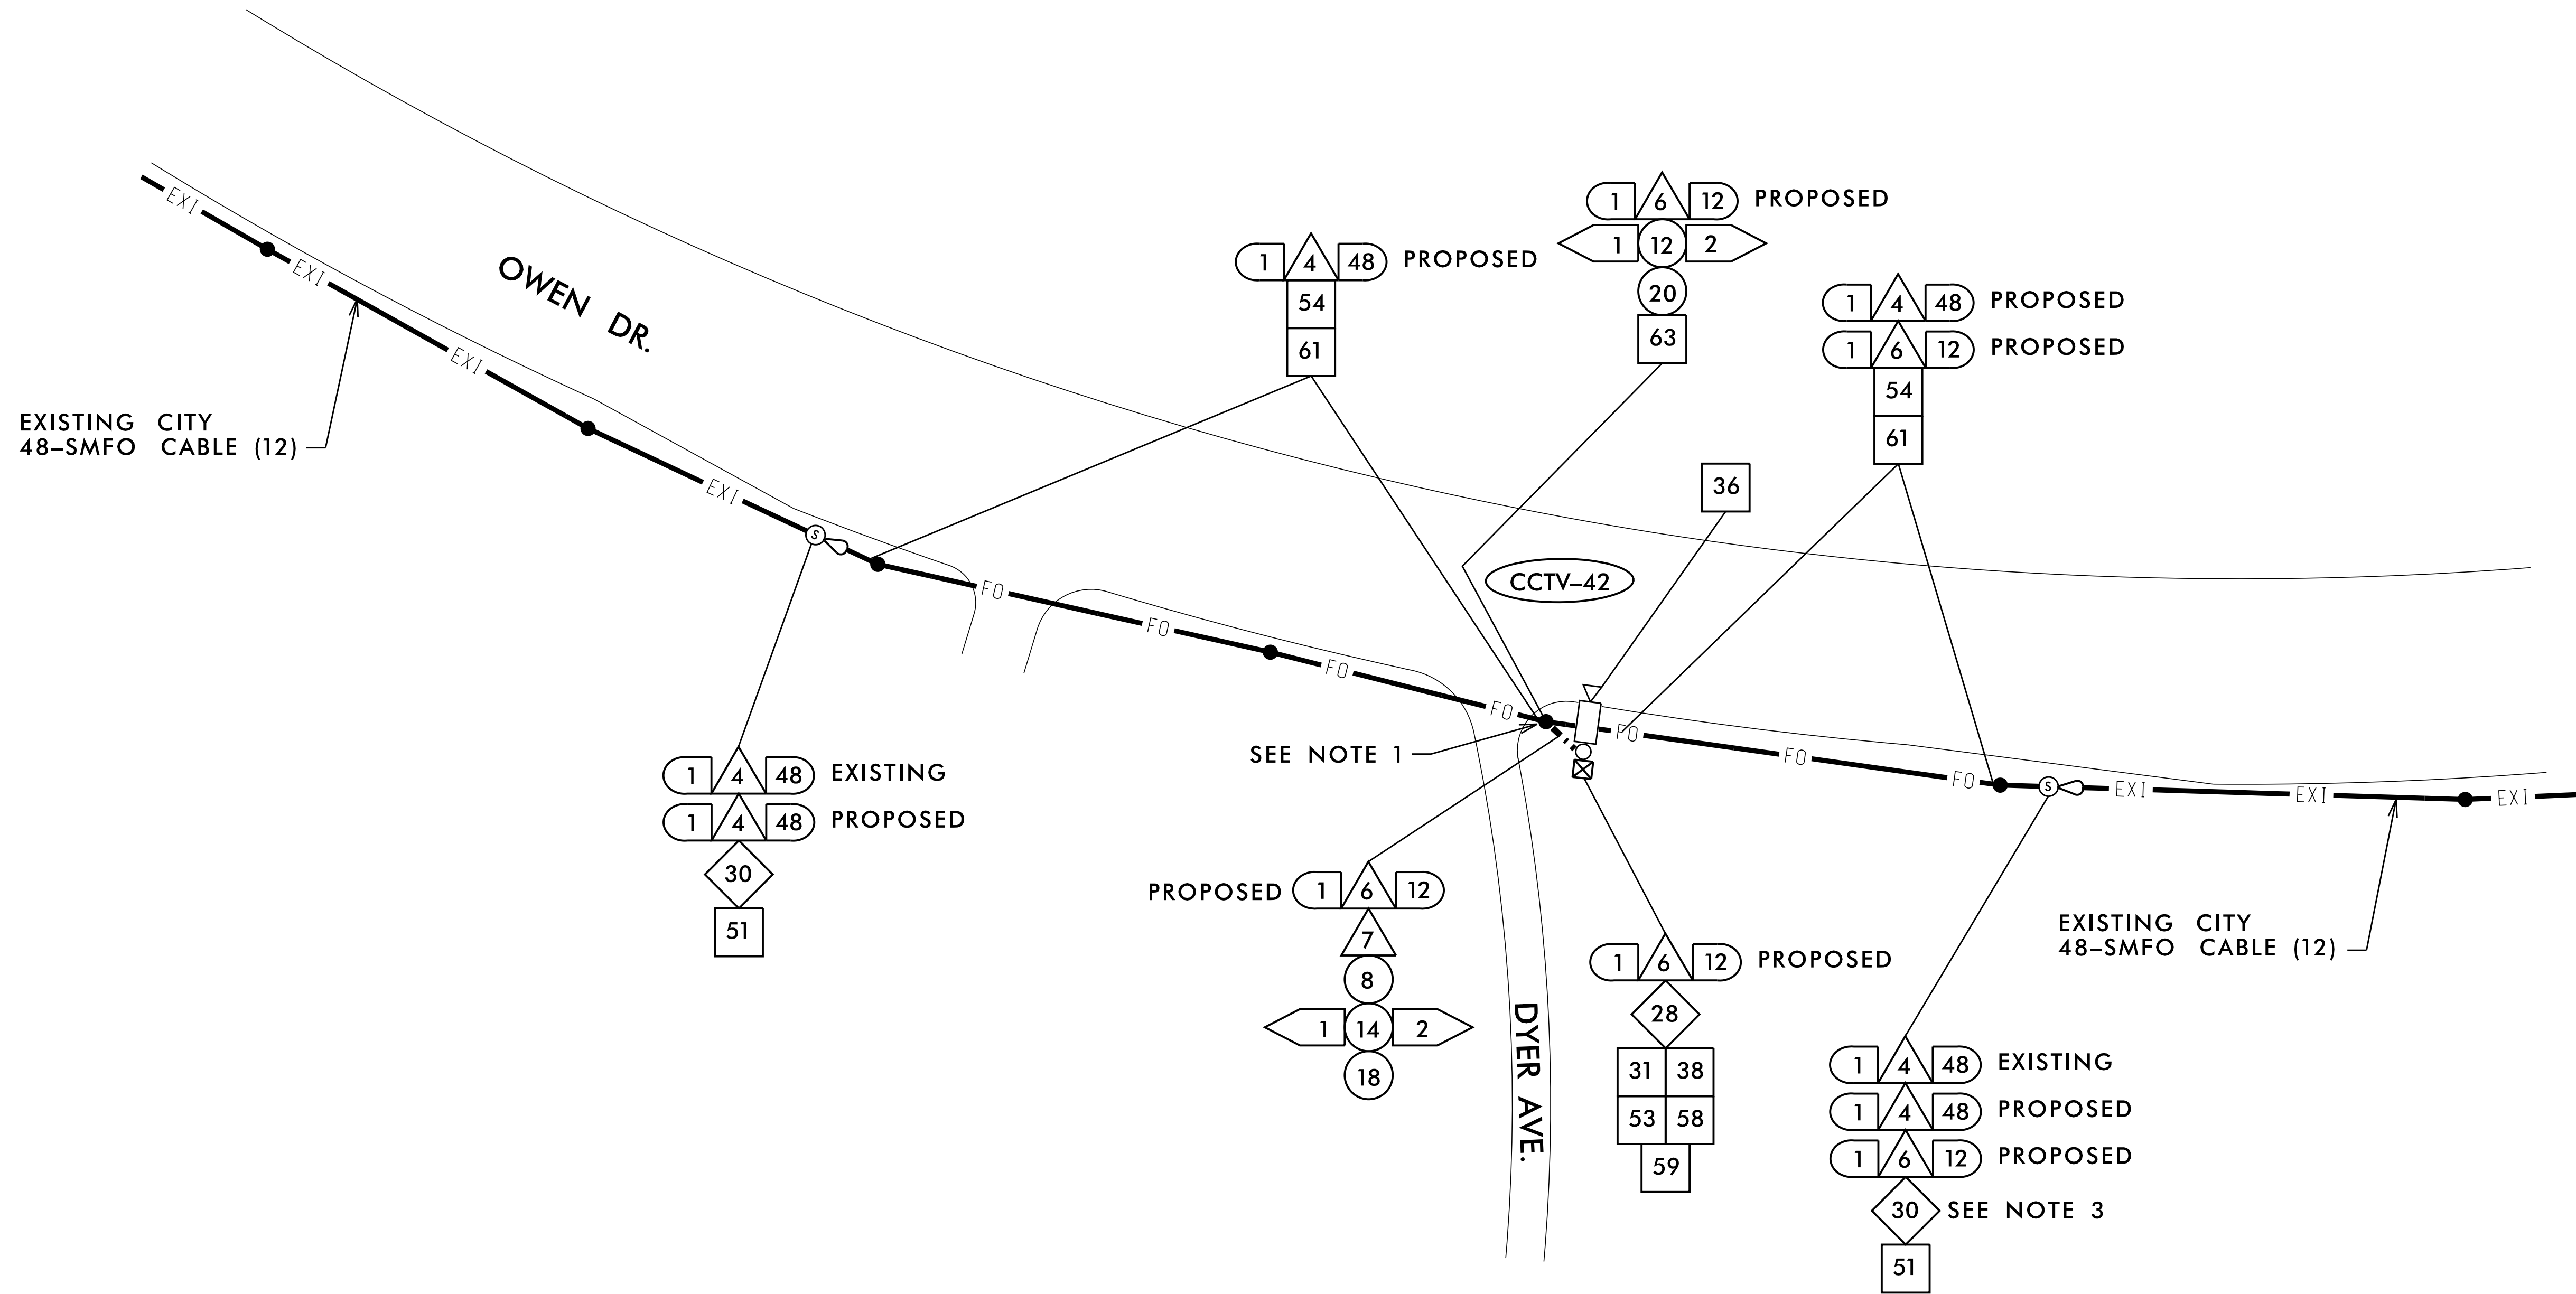 1 6 12 PROPOSED
1 12 2
20
63
1 4 48 PROPOSED
54
61
1 4 48 PROPOSED
1 6 12 PROPOSED
54
61
EXI
EXI
EXI
EXI
OWEN DR.
EXISTING CITY
48-SMFO CABLE (12)
36
CCTV-42
S
FO
FO
FO
FO
FO
FO
FO
SEE NOTE 1
S
EXI
EXI
EXI
1 4 48 EXISTING
1 4 48 PROPOSED
30
51
PROPOSED 1 6 12
7
8
1 14 2
18
DYER AVE.
1 6 12 PROPOSED
28
31 38
53 58
59
EXISTING CITY
48-SMFO CABLE (12)
1 4 48 EXISTING
1 4 48 PROPOSED
1 6 12 PROPOSED
30 SEE NOTE 3
51